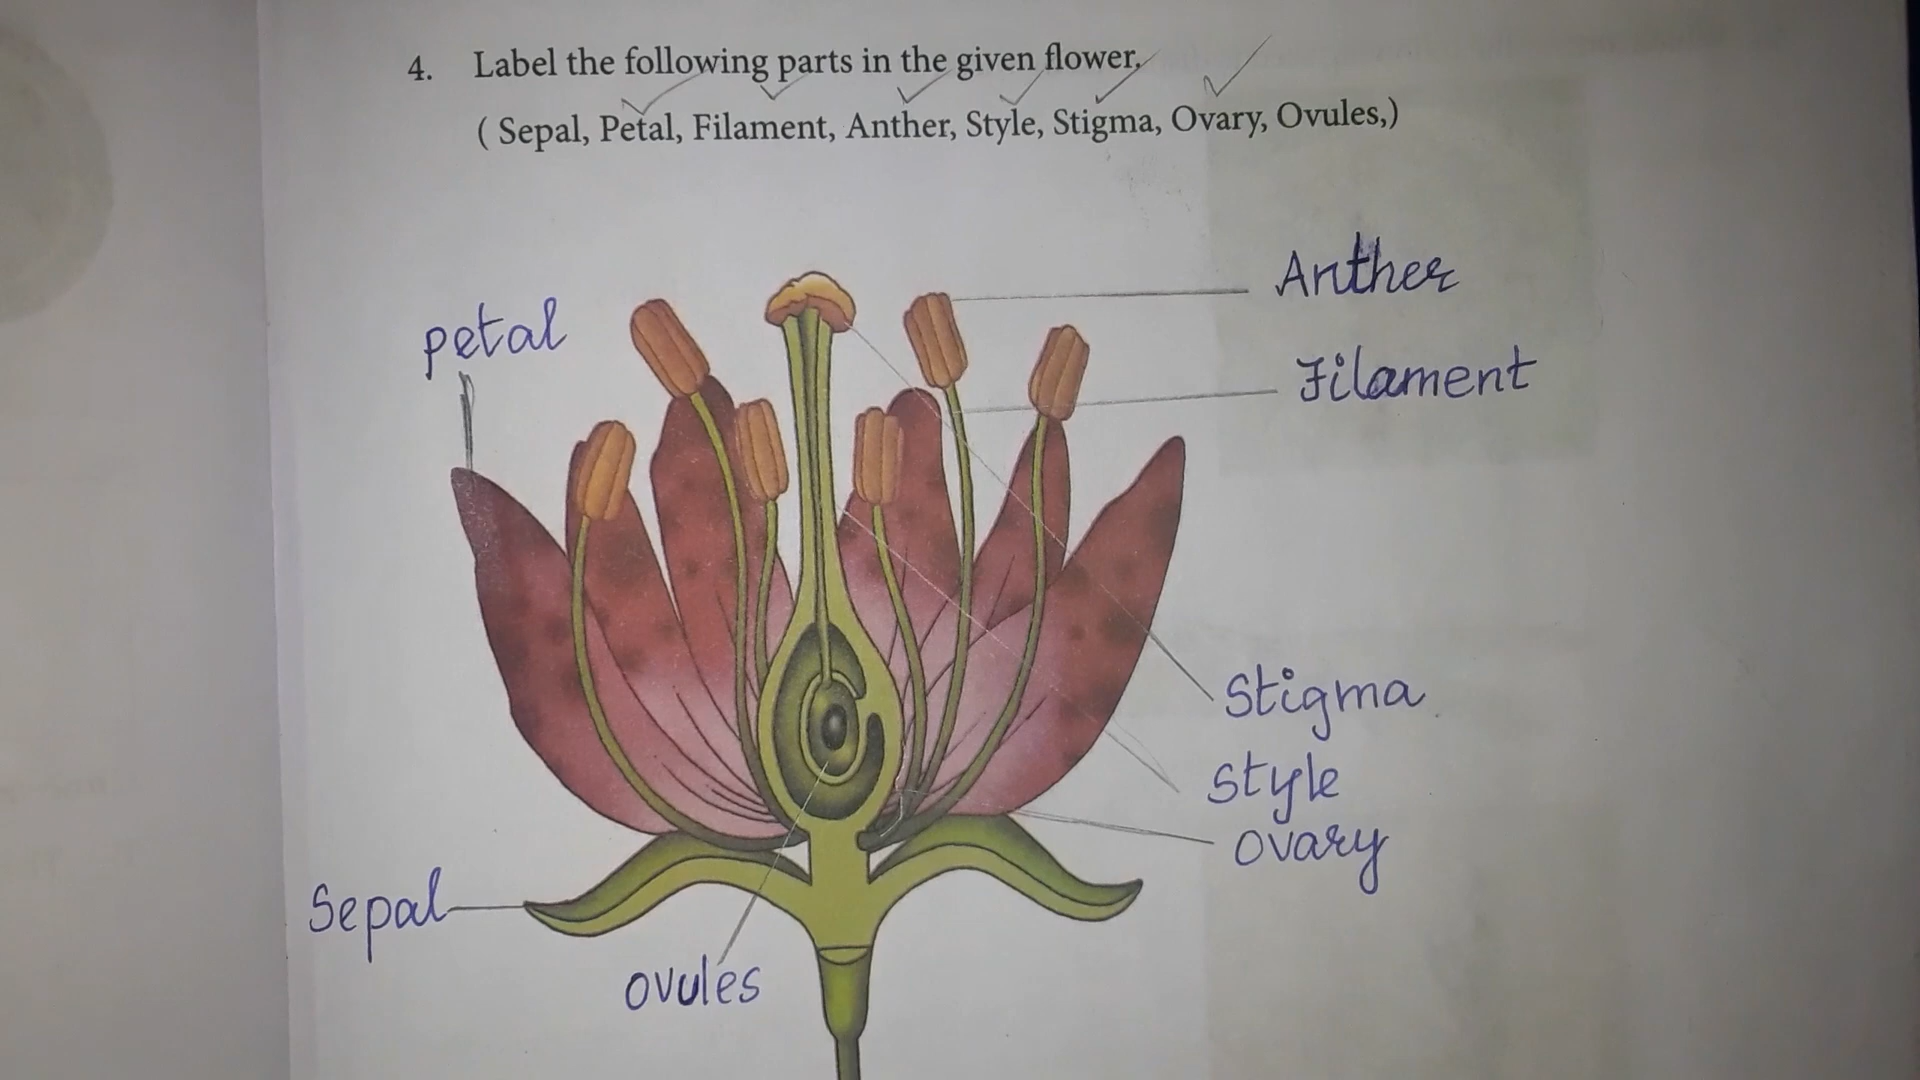 4. Label the following parts in the given flower.
( Sepal, Petal, Filament, Anther, Style, Stigma, Ovary, Ovules,)
Anther
petal
Filament
Stigma
Style
ovary
Sepal
ovules